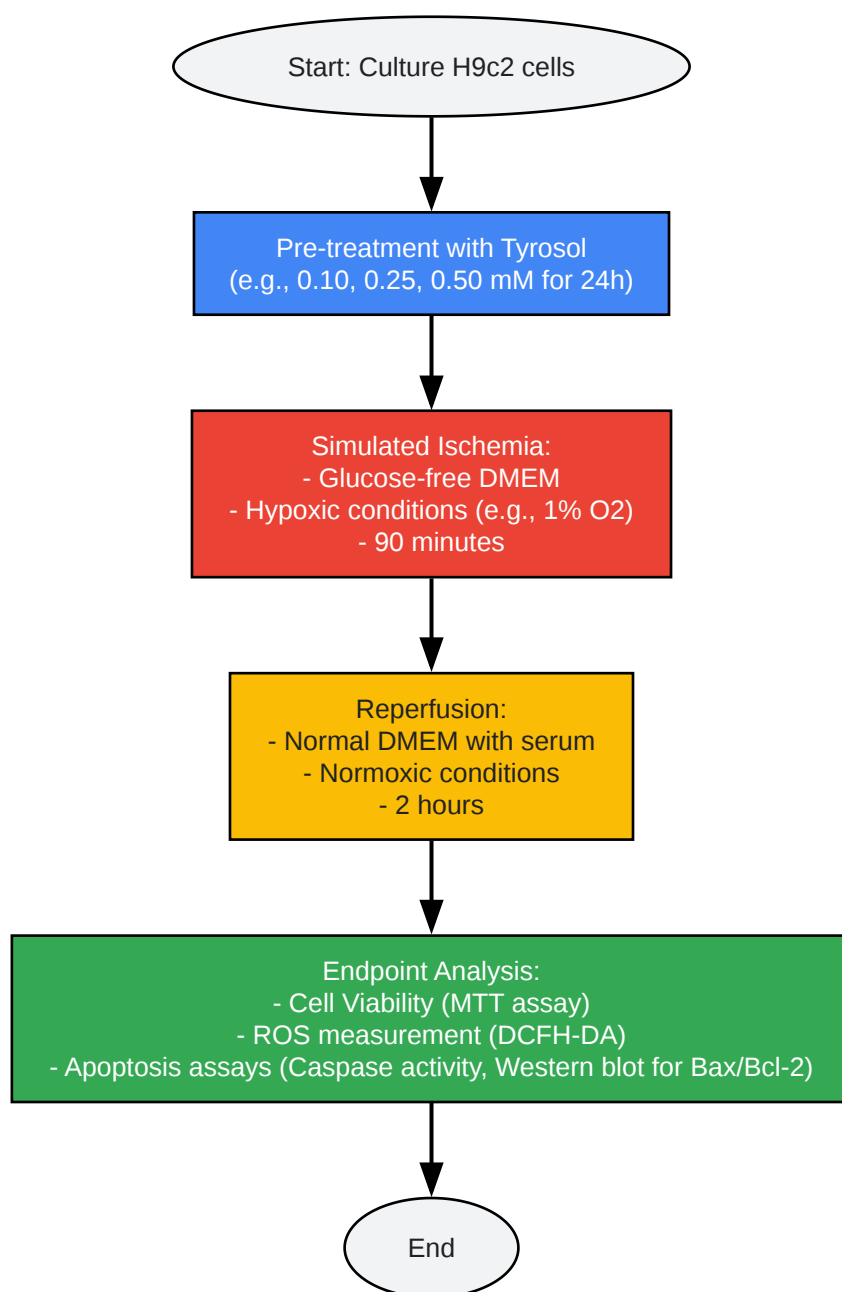 Start: Culture H9c2 cells
Pre-treatment with Tyrosol
(e.g., 0.10, 0.25, 0.50 mM for 24h)
Simulated Ischemia:
- Glucose-free DMEM
- Hypoxic conditions (e.g., 1% O2)
- 90 minutes
Reperfusion:
- Normal DMEM with serum
- Normoxic conditions
- 2 hours
Endpoint Analysis:
- Cell Viability (MTT assay)
- ROS measurement (DCFH-DA)
- Apoptosis assays (Caspase activity, Western blot for Bax/Bcl-2)
End